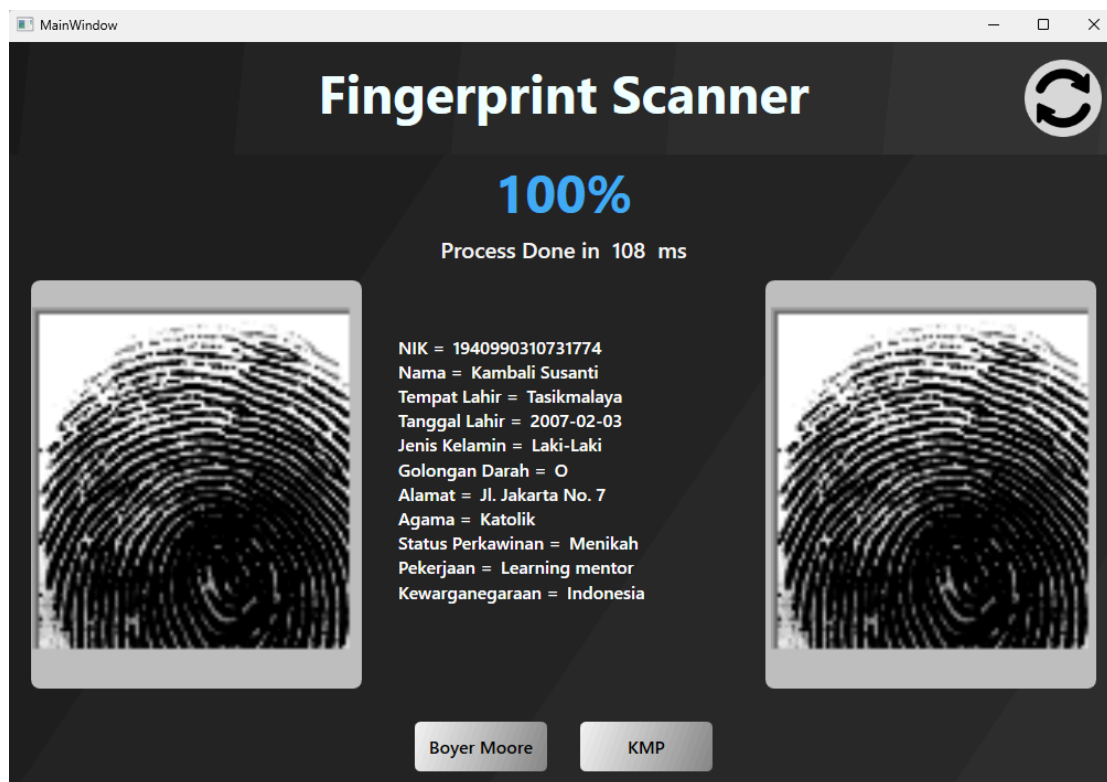 MainWindow
Fingerprint Scanner
100%
Process Done in 108 ms
NIK = 1940990310731774
Nama = Kambali Susanti
Tempat Lahir = Tasikmalaya
Tanggal Lahir = 2007-02-03
Jenis Kelamin = Laki-Laki
Golongan Darah = O
Alamat = Jl. Jakarta No. 7
Agama = Katolik
Status Perkawinan = Menikah
Pekerjaan = Learning mentor
Kewarganegaraan = Indonesia
Boyer Moore
KMP